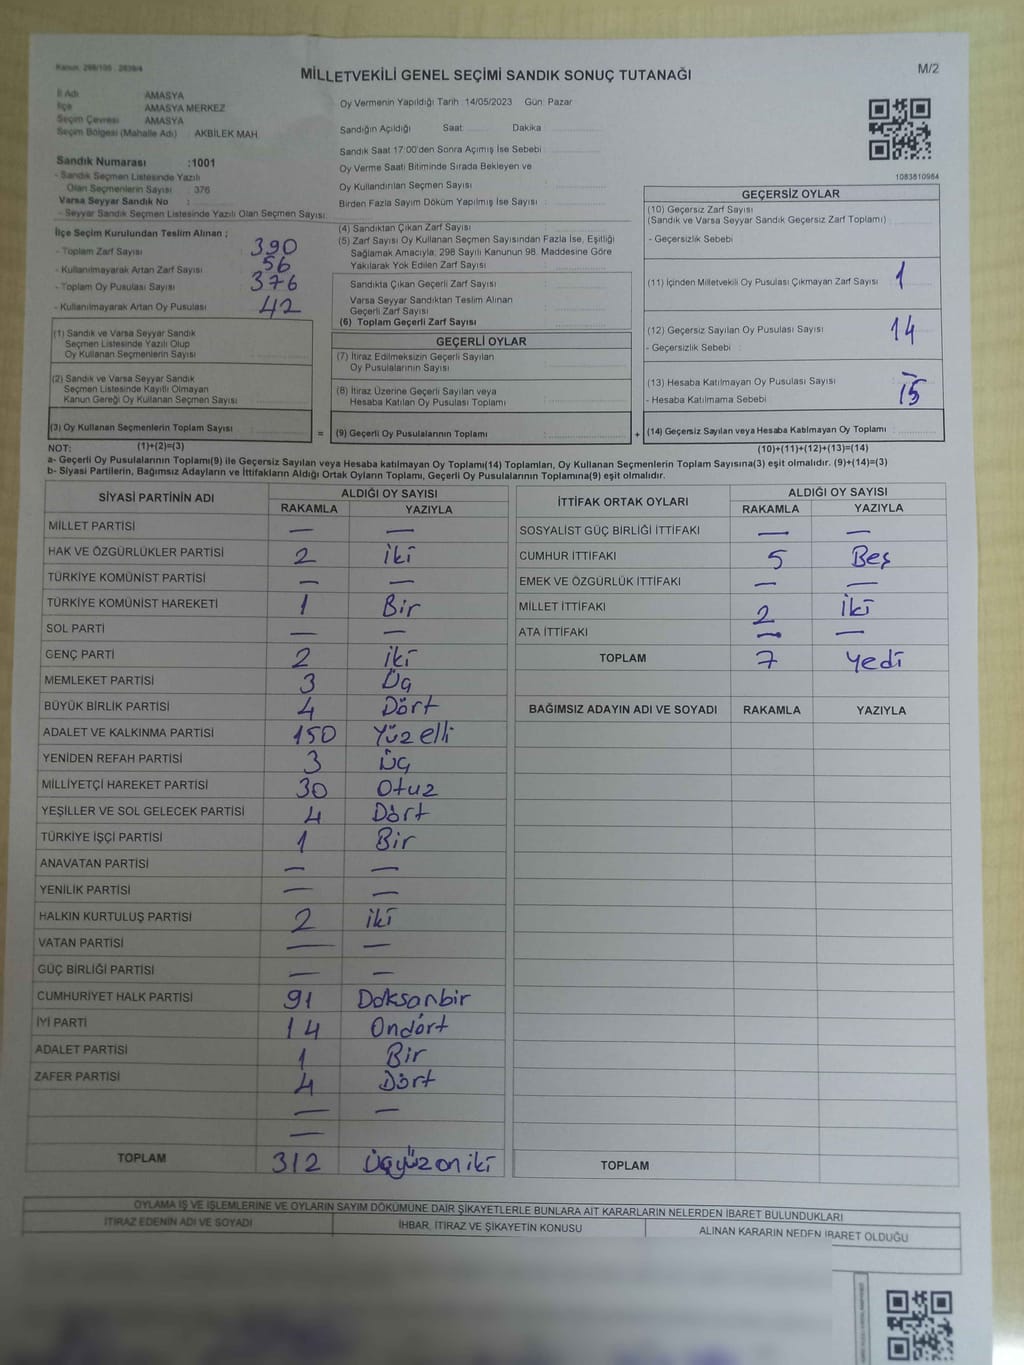 Kanun: 298/105 . 2839/4
MİLLETVEKİLİ GENEL SEÇİMİ SANDIK SONUÇ TUTANAĞI
M/2
İl Adı AMASYA
İlçe AMASYA MERKEZ
Seçim Çevresi AMASYA
Seçim Bölgesi (Mahalle Adı) AKBİLEK MAH.
Oy Vermenin Yapıldığı Tarih :14/05/2023 Gün: Pazar
Sandığın Açıldığı Saat: Dakika
Sandık Saat 17:00'den Sonra Açımış İse Sebebi :
Oy Verme Saati Bitiminde Sırada Bekleyen ve
Oy Kullandırılan Seçmen Sayısı :
Birden Fazla Sayım Döküm Yapılmış İse Sayısı :
1083810984
Sandık Numarası :1001
- Sandık Seçmen Listesinde Yazılı
Olan Seçmenlerin Sayısı : 376
Varsa Seyyar Sandık No :
- Seyyar Sandık Seçmen Listesinde Yazılı Olan Seçmen Sayısı:
İlçe Seçim Kurulundan Teslim Alınan ;
- Toplam Zarf Sayısı : 390
- Kullanılmayarak Artan Zarf Sayısı : 56
- Toplam Oy Pusulası Sayısı : 376
- Kullanılmayarak Artan Oy Pusulası : 42
(1) Sandık ve Varsa Seyyar Sandık
Seçmen Listesinde Yazılı Olup
Oy Kullanan Seçmenlerin Sayısı :
(2) Sandık ve Varsa Seyyar Sandık
Seçmen Listesinde Kayıtlı Olmayan
Kanun Gereği Oy Kullanan Seçmen Sayısı :
(3) Oy Kullanan Seçmenlerin Toplam Sayısı :
(4) Sandıktan Çıkan Zarf Sayısı :
(5) Zarf Sayısı Oy Kullanan Seçmen Sayısından Fazla İse, Eşitliği
Sağlamak Amacıyla, 298 Sayılı Kanunun 98. Maddesine Göre
Yakılarak Yok Edilen Zarf Sayısı :
Sandıkta Çıkan Geçerli Zarf Sayısı :
Varsa Seyyar Sandıktan Teslim Alınan
Geçerli Zarf Sayısı :
(6) Toplam Geçerli Zarf Sayısı :
GEÇERLİ OYLAR
(7) İtiraz Edilmeksizin Geçerli Sayılan
Oy Pusulalarının Sayısı :
(8) İtiraz Üzerine Geçerli Sayılan veya
Hesaba Katılan Oy Pusulası Toplamı :
= (9) Geçerli Oy Pusulalarının Toplamı :
GEÇERSİZ OYLAR
(10) Geçersiz Zarf Sayısı
(Sandık ve Varsa Seyyar Sandık Geçersiz Zarf Toplamı) :
- Geçersizlik Sebebi :
(11) İçinden Milletvekili Oy Pusulası Çıkmayan Zarf Sayısı : 1
(12) Geçersiz Sayılan Oy Pusulası Sayısı : 14
- Geçersizlik Sebebi :
(13) Hesaba Katılmayan Oy Pusulası Sayısı : —
- Hesaba Katılmama Sebebi : 15
+ (14) Geçersiz Sayılan veya Hesaba Katılmayan Oy Toplamı :
NOT: (1)+(2)=(3) (10)+(11)+(12)+(13)=(14)
a- Geçerli Oy Pusulalarının Toplamı(9) ile Geçersiz Sayılan veya Hesaba katılmayan Oy Toplamı(14) Toplamları, Oy Kullanan Seçmenlerin Toplam Sayısına(3) eşit olmalıdır. (9)+(14)=(3)
b- Siyasi Partilerin, Bağımsız Adayların ve İttifakların Aldığı Ortak Oyların Toplamı, Geçerli Oy Pusulalarının Toplamına(9) eşit olmalıdır.
SİYASİ PARTİNİN ADI ALDIĞI OY SAYISI
RAKAMLA YAZIYLA
MİLLET PARTİSİ — —
HAK VE ÖZGÜRLÜKLER PARTİSİ 2 İki
TÜRKİYE KOMÜNİST PARTİSİ — —
TÜRKİYE KOMÜNİST HAREKETİ 1 Bir
SOL PARTİ — —
GENÇ PARTİ 2 iki
MEMLEKET PARTİSİ 3 Üç
BÜYÜK BİRLİK PARTİSİ 4 Dört
ADALET VE KALKINMA PARTİSİ 150 Yüzelli
YENİDEN REFAH PARTİSİ 3 Üç
MİLLİYETÇİ HAREKET PARTİSİ 30 Otuz
YEŞİLLER VE SOL GELECEK PARTİSİ 4 Dört
TÜRKİYE İŞÇİ PARTİSİ 1 Bir
ANAVATAN PARTİSİ — —
YENİLİK PARTİSİ — —
HALKIN KURTULUŞ PARTİSİ 2 iki
VATAN PARTİSİ — —
GÜÇ BİRLİĞİ PARTİSİ — —
CUMHURİYET HALK PARTİSİ 91 Doksanbir
İYİ PARTİ 14 Ondört
ADALET PARTİSİ 1 Bir
ZAFER PARTİSİ 4 Dört
— —
—
TOPLAM 312 Üçyüzoniki
İTTİFAK ORTAK OYLARI ALDIĞI OY SAYISI
RAKAMLA YAZIYLA
SOSYALİST GÜÇ BİRLİĞİ İTTİFAKI — —
CUMHUR İTTİFAKI 5 Beş
EMEK VE ÖZGÜRLÜK İTTİFAKI — —
MİLLET İTTİFAKI 2 İki
ATA İTTİFAKI — —
TOPLAM 7 Yedi
BAĞIMSIZ ADAYIN ADI VE SOYADI RAKAMLA YAZIYLA
TOPLAM
OYLAMA İŞ VE İŞLEMLERİNE VE OYLARIN SAYIM DÖKÜMÜNE DAİR ŞİKAYETLERLE BUNLARA AİT KARARLARIN NELERDEN İBARET BULUNDUKLARI
İTİRAZ EDENİN ADI VE SOYADI İHBAR, İTİRAZ VE ŞİKAYETİN KONUSU ALINAN KARARIN NEDEN İBARET OLDUĞU